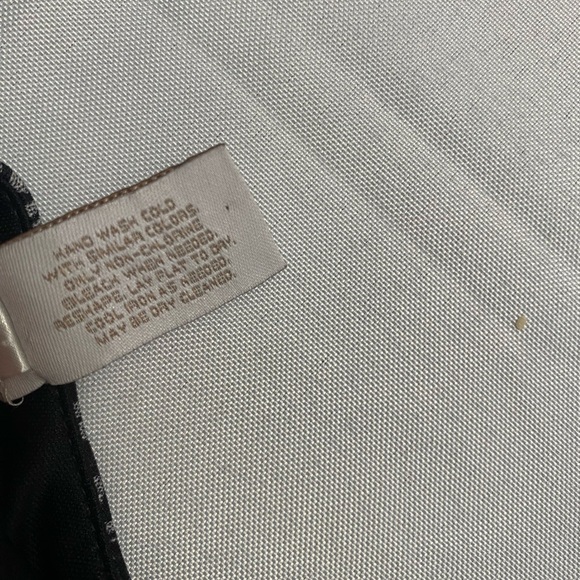 HAND WASH COLD
WITH SIMILAR COLORS
ONLY NON-CHLORINE
BLEACH WHEN NEEDED,
RESHAPE, LAY FLAT TO DRY.
COOL IRON AS NEEDED
MAY BE DRY CLEANED.